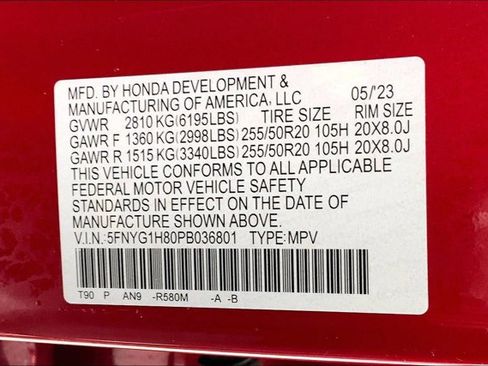 MFD. BY HONDA DEVELOPMENT &
MANUFACTURING OF AMERICA, LLC 05/'23
GVWR 2810 KG(6195LBS) TIRE SIZE RIM SIZE
GAWR F 1360 KG(2998LBS) 255/50R20 105H 20X8.0J
GAWR R 1515 KG(3340LBS) 255/50R20 105H 20X8.0J
THIS VEHICLE CONFORMS TO ALL APPLICABLE
FEDERAL MOTOR VEHICLE SAFETY
STANDARDS IN EFFECT ON THE DATE OF
MANUFACTURE SHOWN ABOVE.
V.I.N.: 5FNYG1H80PB036801 TYPE: MPV
T90 P AN9 -R580M -A -B